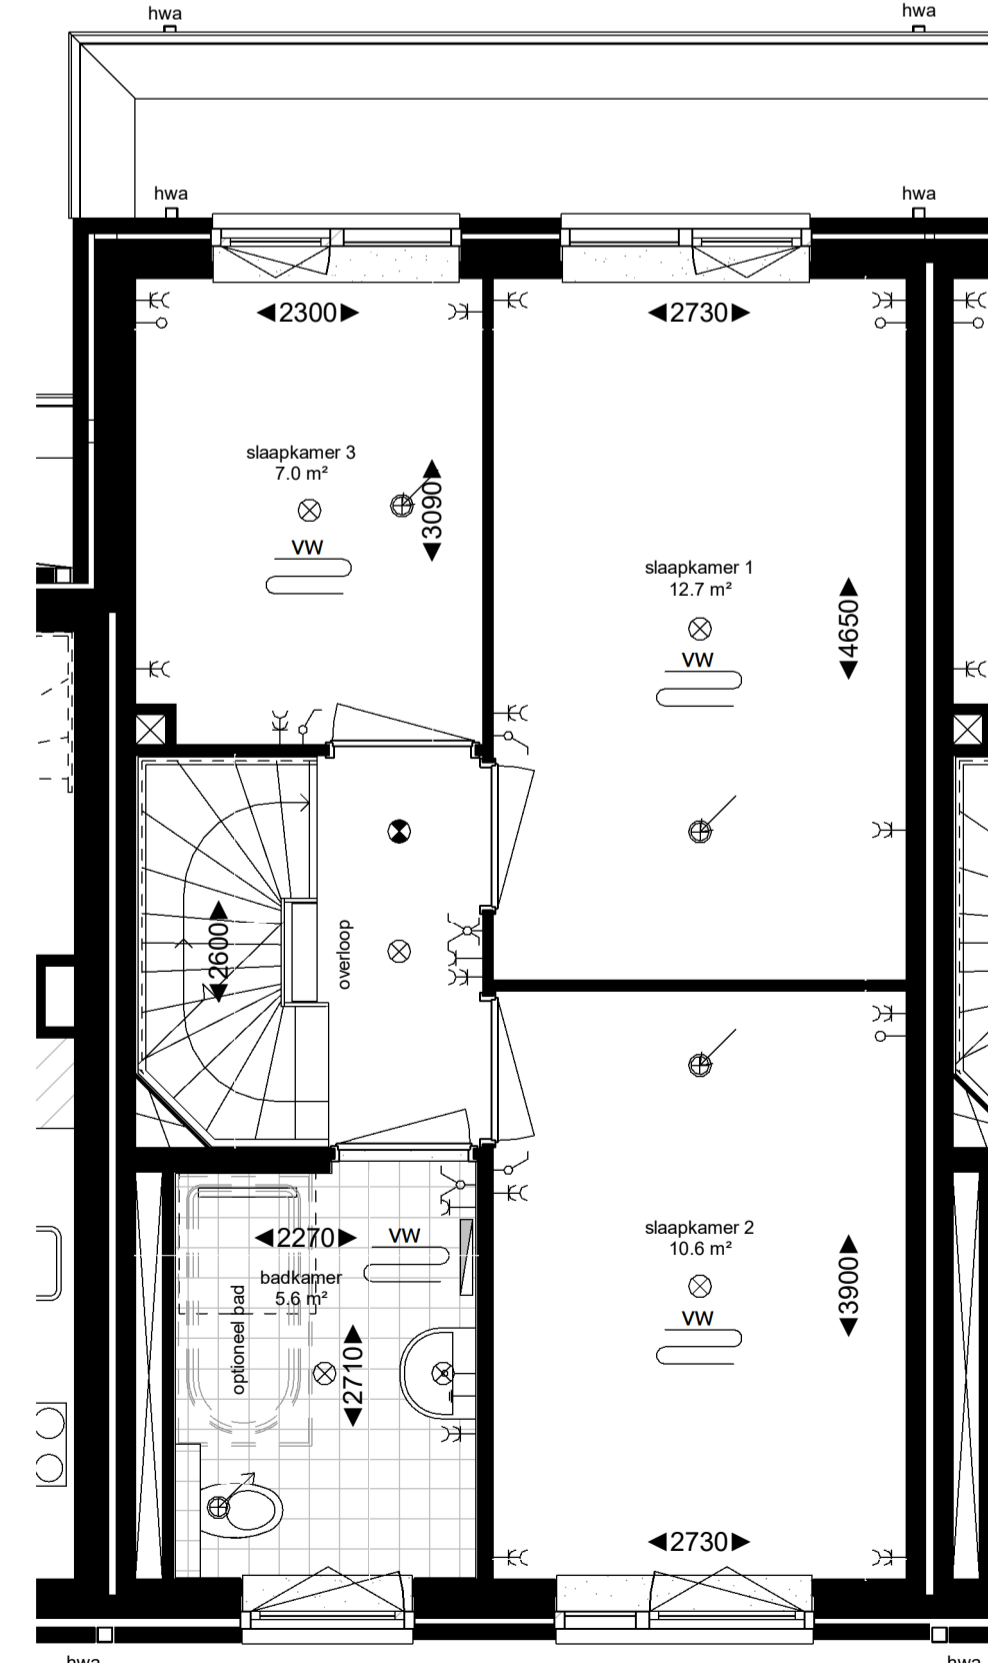 hwa
hwa
hwa
hwa
2300
2730
slaapkamer 3
7.0 m²
3090
VW
slaapkamer 1
12.7 m²
4650
VW
2600
overloop
2270
VW
badkamer
5.6 m²
optioneel bad
2710
slaapkamer 2
10.6 m²
3900
VW
2730
hwa
hwa